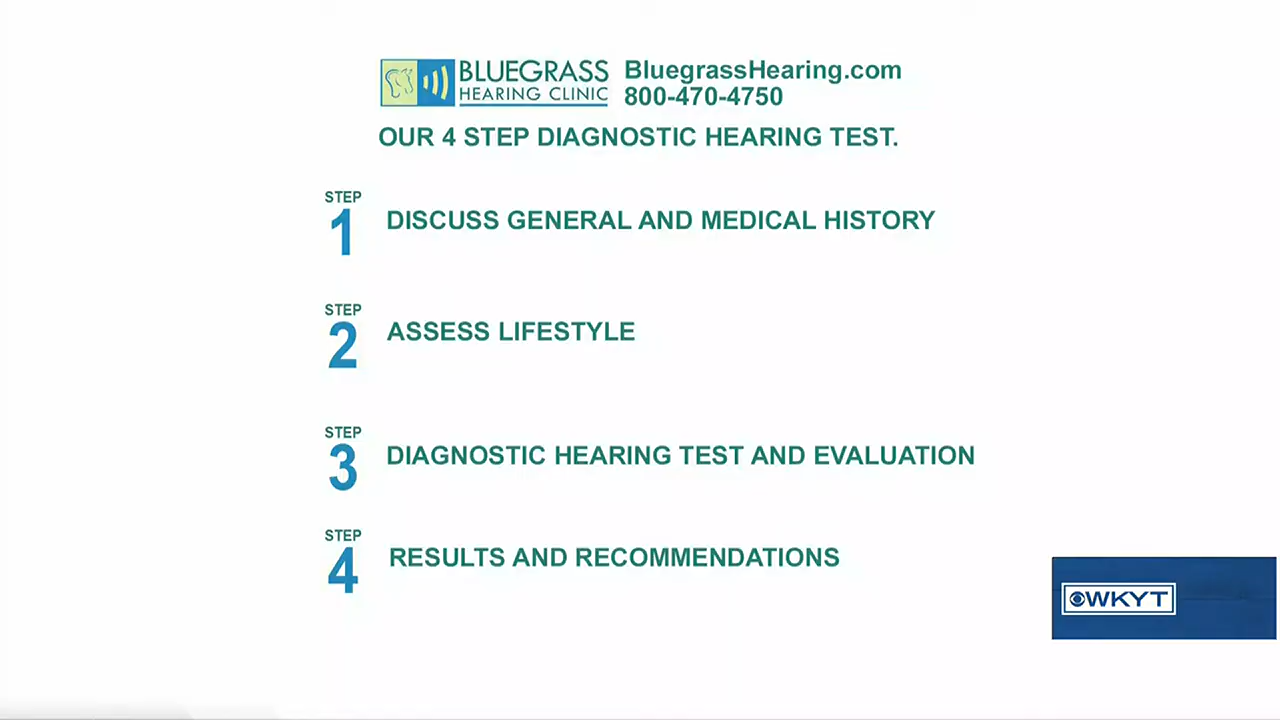 BLUEGRASS
HEARING CLINIC
BluegrassHearing.com
800-470-4750
OUR 4 STEP DIAGNOSTIC HEARING TEST.
STEP
1
DISCUSS GENERAL AND MEDICAL HISTORY
STEP
2
ASSESS LIFESTYLE
STEP
3
DIAGNOSTIC HEARING TEST AND EVALUATION
STEP
4
RESULTS AND RECOMMENDATIONS
WKYT